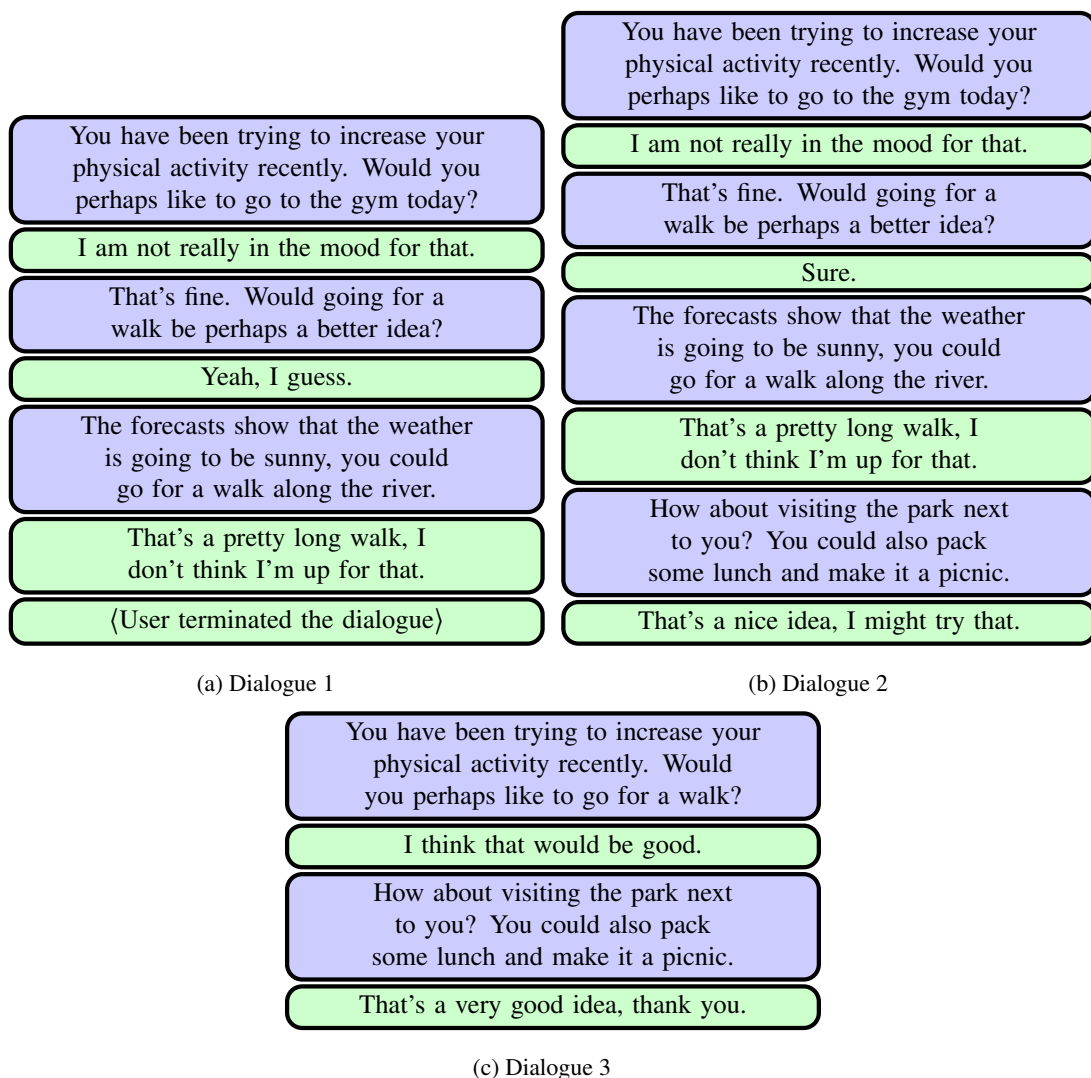 You have been trying to increase your
physical activity recently. Would you
perhaps like to go to the gym today?
I am not really in the mood for that.
That's fine. Would going for a
walk be perhaps a better idea?
Yeah, I guess.
The forecasts show that the weather
is going to be sunny, you could
go for a walk along the river.
That's a pretty long walk, I
don't think I'm up for that.
⟨User terminated the dialogue⟩
(a) Dialogue 1
You have been trying to increase your
physical activity recently. Would you
perhaps like to go to the gym today?
I am not really in the mood for that.
That's fine. Would going for a
walk be perhaps a better idea?
Sure.
The forecasts show that the weather
is going to be sunny, you could
go for a walk along the river.
That's a pretty long walk, I
don't think I'm up for that.
How about visiting the park next
to you? You could also pack
some lunch and make it a picnic.
That's a nice idea, I might try that.
(b) Dialogue 2
You have been trying to increase your
physical activity recently. Would
you perhaps like to go for a walk?
I think that would be good.
How about visiting the park next
to you? You could also pack
some lunch and make it a picnic.
That's a very good idea, thank you.
(c) Dialogue 3